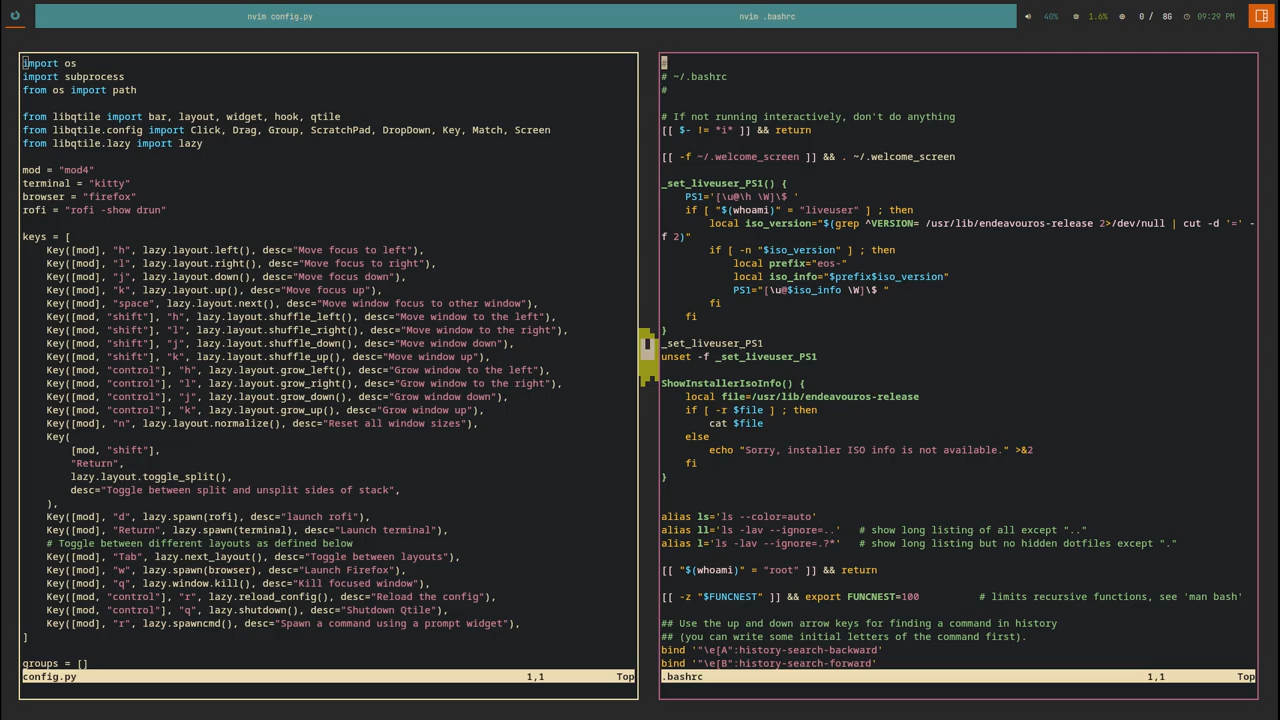 nvim config.py
nvim .bashrc
40%
1.6%
0 / 8G
09:29 PM
import os
import subprocess
from os import path
from libqtile import bar, layout, widget, hook, qtile
from libqtile.config import Click, Drag, Group, ScratchPad, DropDown, Key, Match, Screen
from libqtile.lazy import lazy
mod = "mod4"
terminal = "kitty"
browser = "firefox"
rofi = "rofi -show drun"
keys = [
    Key([mod], "h", lazy.layout.left(), desc="Move focus to left"),
    Key([mod], "l", lazy.layout.right(), desc="Move focus to right"),
    Key([mod], "j", lazy.layout.down(), desc="Move focus down"),
    Key([mod], "k", lazy.layout.up(), desc="Move focus up"),
    Key([mod], "space", lazy.layout.next(), desc="Move window focus to other window"),
    Key([mod, "shift"], "h", lazy.layout.shuffle_left(), desc="Move window to the left"),
    Key([mod, "shift"], "l", lazy.layout.shuffle_right(), desc="Move window to the right"),
    Key([mod, "shift"], "j", lazy.layout.shuffle_down(), desc="Move window down"),
    Key([mod, "shift"], "k", lazy.layout.shuffle_up(), desc="Move window up"),
    Key([mod, "control"], "h", lazy.layout.grow_left(), desc="Grow window to the left"),
    Key([mod, "control"], "l", lazy.layout.grow_right(), desc="Grow window to the right"),
    Key([mod, "control"], "j", lazy.layout.grow_down(), desc="Grow window down"),
    Key([mod, "control"], "k", lazy.layout.grow_up(), desc="Grow window up"),
    Key([mod], "n", lazy.layout.normalize(), desc="Reset all window sizes"),
    Key(
        [mod, "shift"],
        "Return",
        lazy.layout.toggle_split(),
        desc="Toggle between split and unsplit sides of stack",
    ),
    Key([mod], "d", lazy.spawn(rofi), desc="launch rofi"),
    Key([mod], "Return", lazy.spawn(terminal), desc="Launch terminal"),
    # Toggle between different layouts as defined below
    Key([mod], "Tab", lazy.next_layout(), desc="Toggle between layouts"),
    Key([mod], "w", lazy.spawn(browser), desc="Launch Firefox"),
    Key([mod], "q", lazy.window.kill(), desc="Kill focused window"),
    Key([mod, "control"], "r", lazy.reload_config(), desc="Reload the config"),
    Key([mod, "control"], "q", lazy.shutdown(), desc="Shutdown Qtile"),
    Key([mod], "r", lazy.spawncmd(), desc="Spawn a command using a prompt widget"),
]
groups = []
config.py 1,1 Top
#
# ~/.bashrc
#
# If not running interactively, don't do anything
[[ $- != *i* ]] && return
[[ -f ~/.welcome_screen ]] && . ~/.welcome_screen
_set_liveuser_PS1() {
    PS1='[\u@\h \W]\$ '
    if [ "$(whoami)" = "liveuser" ] ; then
        local iso_version="$(grep ^VERSION= /usr/lib/endeavouros-release 2>/dev/null | cut -d '=' -
f 2)"
        if [ -n "$iso_version" ] ; then
            local prefix="eos-"
            local iso_info="$prefix$iso_version"
            PS1="[\u@$iso_info \W]\$ "
        fi
    fi
}
_set_liveuser_PS1
unset -f _set_liveuser_PS1
ShowInstallerIsoInfo() {
    local file=/usr/lib/endeavouros-release
    if [ -r $file ] ; then
        cat $file
    else
        echo "Sorry, installer ISO info is not available." >&2
    fi
}
alias ls='ls --color=auto'
alias ll='ls -lav --ignore=..'   # show long listing of all except ".."
alias l='ls -lav --ignore=.?*'   # show long listing but no hidden dotfiles except "."
[[ "$(whoami)" = "root" ]] && return
[[ -z "$FUNCNEST" ]] && export FUNCNEST=100          # limits recursive functions, see 'man bash'
## Use the up and down arrow keys for finding a command in history
## (you can write some initial letters of the command first).
bind '"\e[A":history-search-backward'
bind '"\e[B":history-search-forward'
.bashrc 1,1 Top